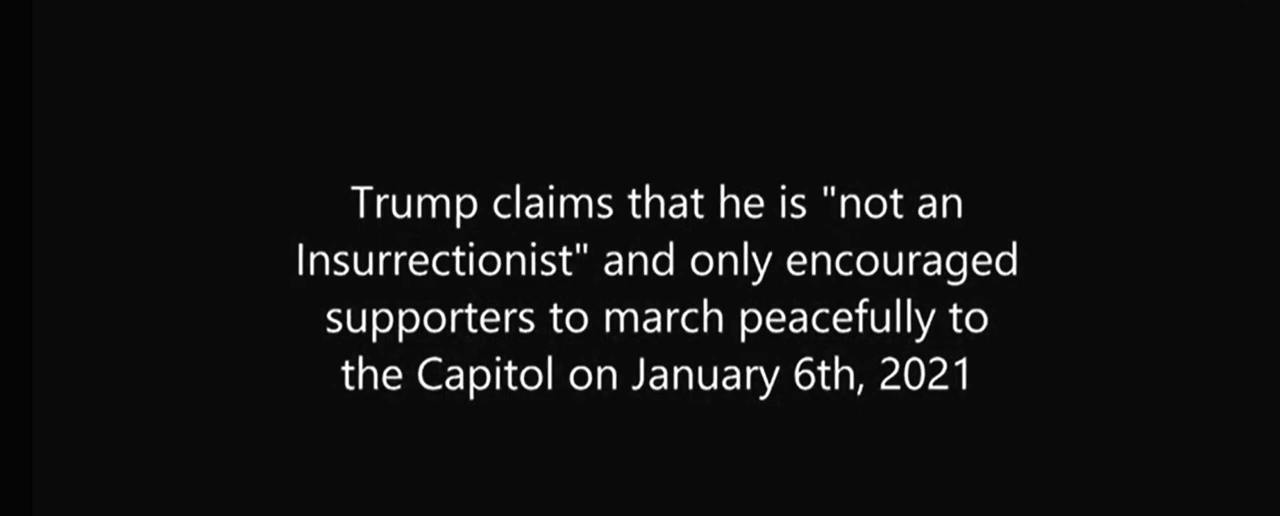 Trump claims that he is "not an
Insurrectionist" and only encouraged
supporters to march peacefully to
the Capitol on January 6th, 2021